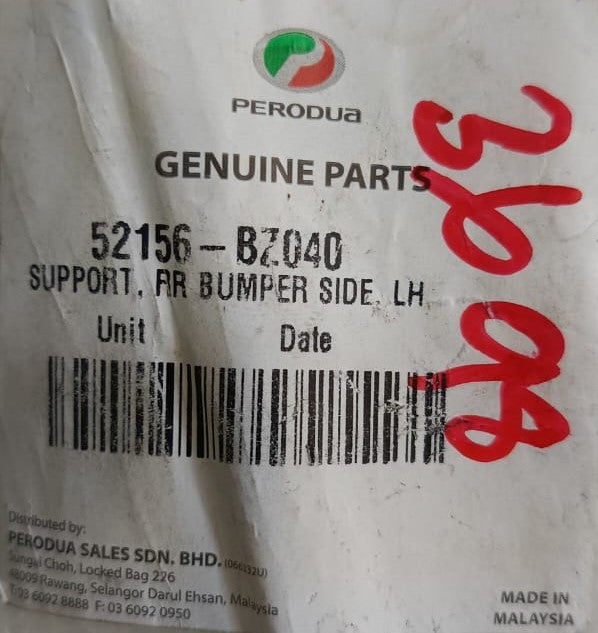 PERODUA
GENUINE PARTS
52156-BZ040
SUPPORT, RR BUMPER SIDE, LH
Unit Date
Distributed by:
PERODUA SALES SDN. BHD. (066332U)
Sungai Choh, Locked Bag 226
48009 Rawang, Selangor Darul Ehsan, Malaysia
T: 03 6092 8888 F: 03 6092 0950
MADE IN
MALAYSIA